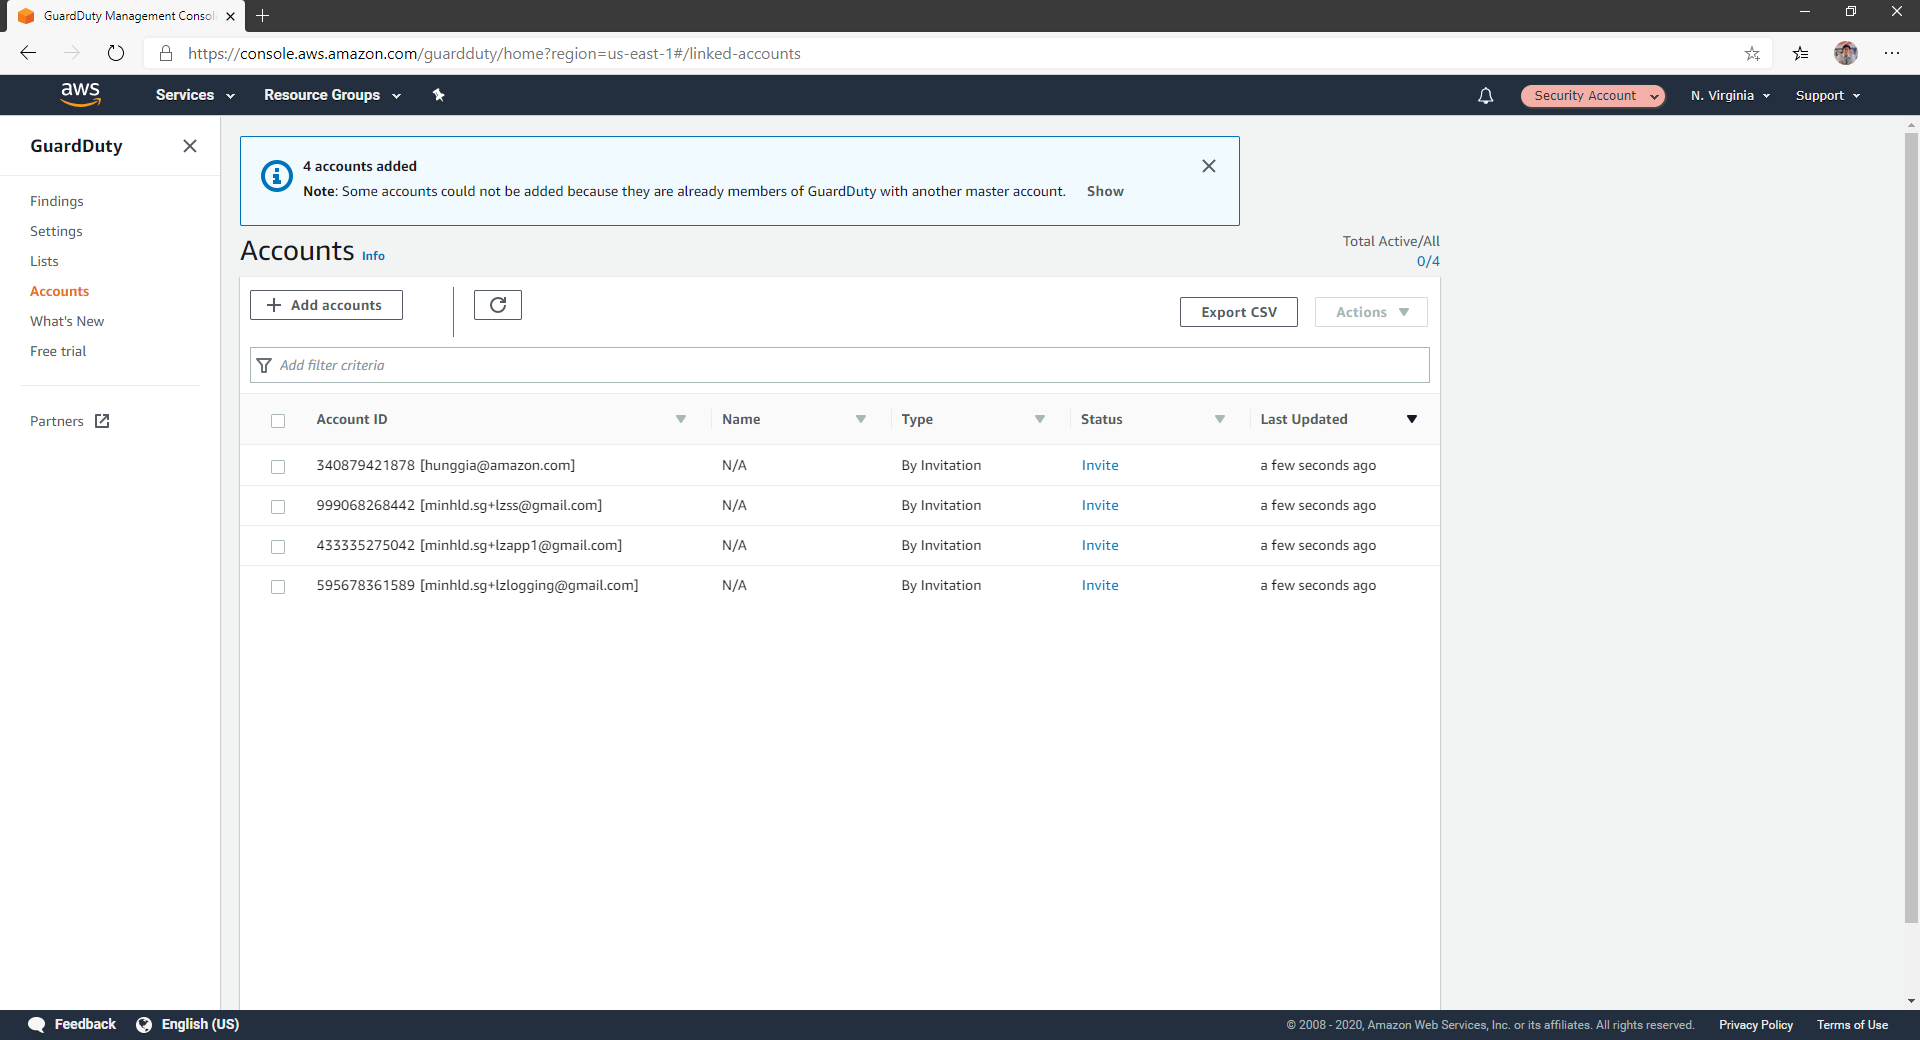 GuardDuty Management Consol
https://console.aws.amazon.com/guardduty/home?region=us-east-1#/linked-accounts
aws Services Resource Groups Security Account N. Virginia Support
GuardDuty
Findings
Settings
Lists
Accounts
What's New
Free trial
Partners
4 accounts added
Note: Some accounts could not be added because they are already members of GuardDuty with another master account. Show
Accounts Info
Total Active/All
0/4
Add accounts Export CSV Actions
Add filter criteria
Account ID Name Type Status Last Updated
340879421878 [hunggia@amazon.com] N/A By Invitation Invite a few seconds ago
999068268442 [minhld.sg+lzss@gmail.com] N/A By Invitation Invite a few seconds ago
433335275042 [minhld.sg+lzapp1@gmail.com] N/A By Invitation Invite a few seconds ago
595678361589 [minhld.sg+lzlogging@gmail.com] N/A By Invitation Invite a few seconds ago
Feedback English (US) © 2008 - 2020, Amazon Web Services, Inc. or its affiliates. All rights reserved. Privacy Policy Terms of Use